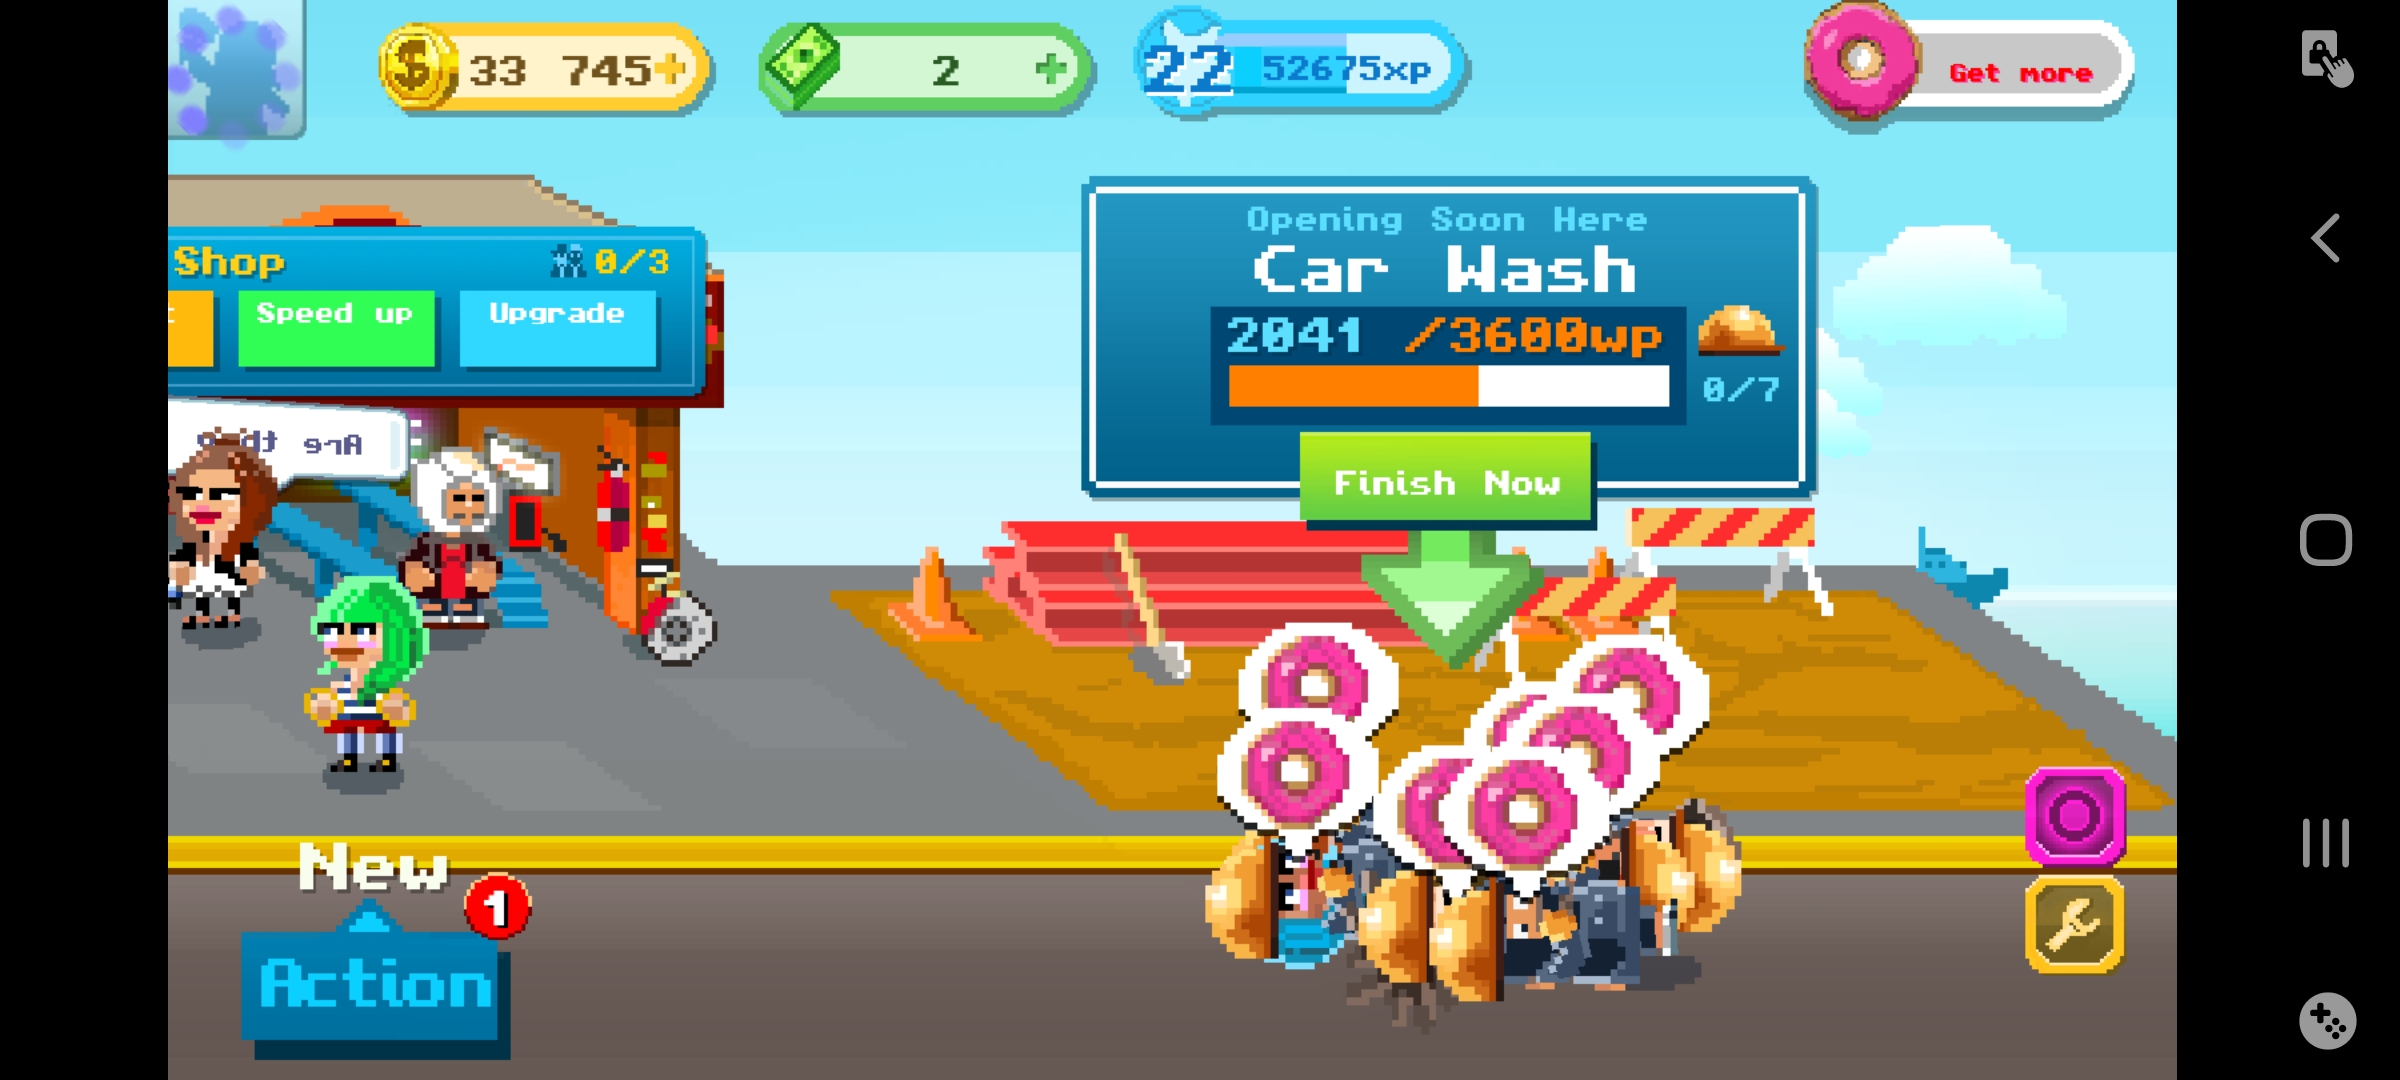 33 745
2
22 52675xp
Get more
Shop
0/3
Speed up
Upgrade
Opening Soon Here
Car Wash
2041 /3600wp
0/7
Finish Now
New
1
Action